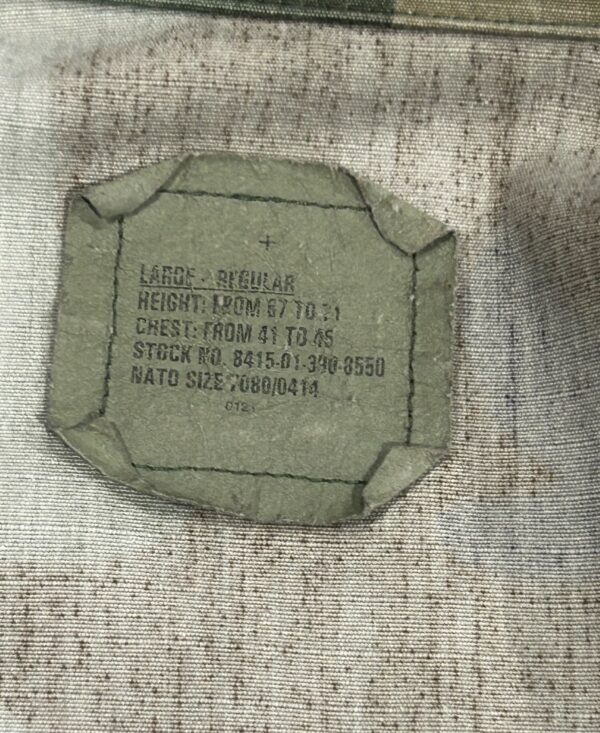 LARGE - REGULAR
HEIGHT: FROM 67 TO 71
CHEST: FROM 41 TO 45
STOCK NO. 8415-01-390-8550
NATO SIZE 7080/0414